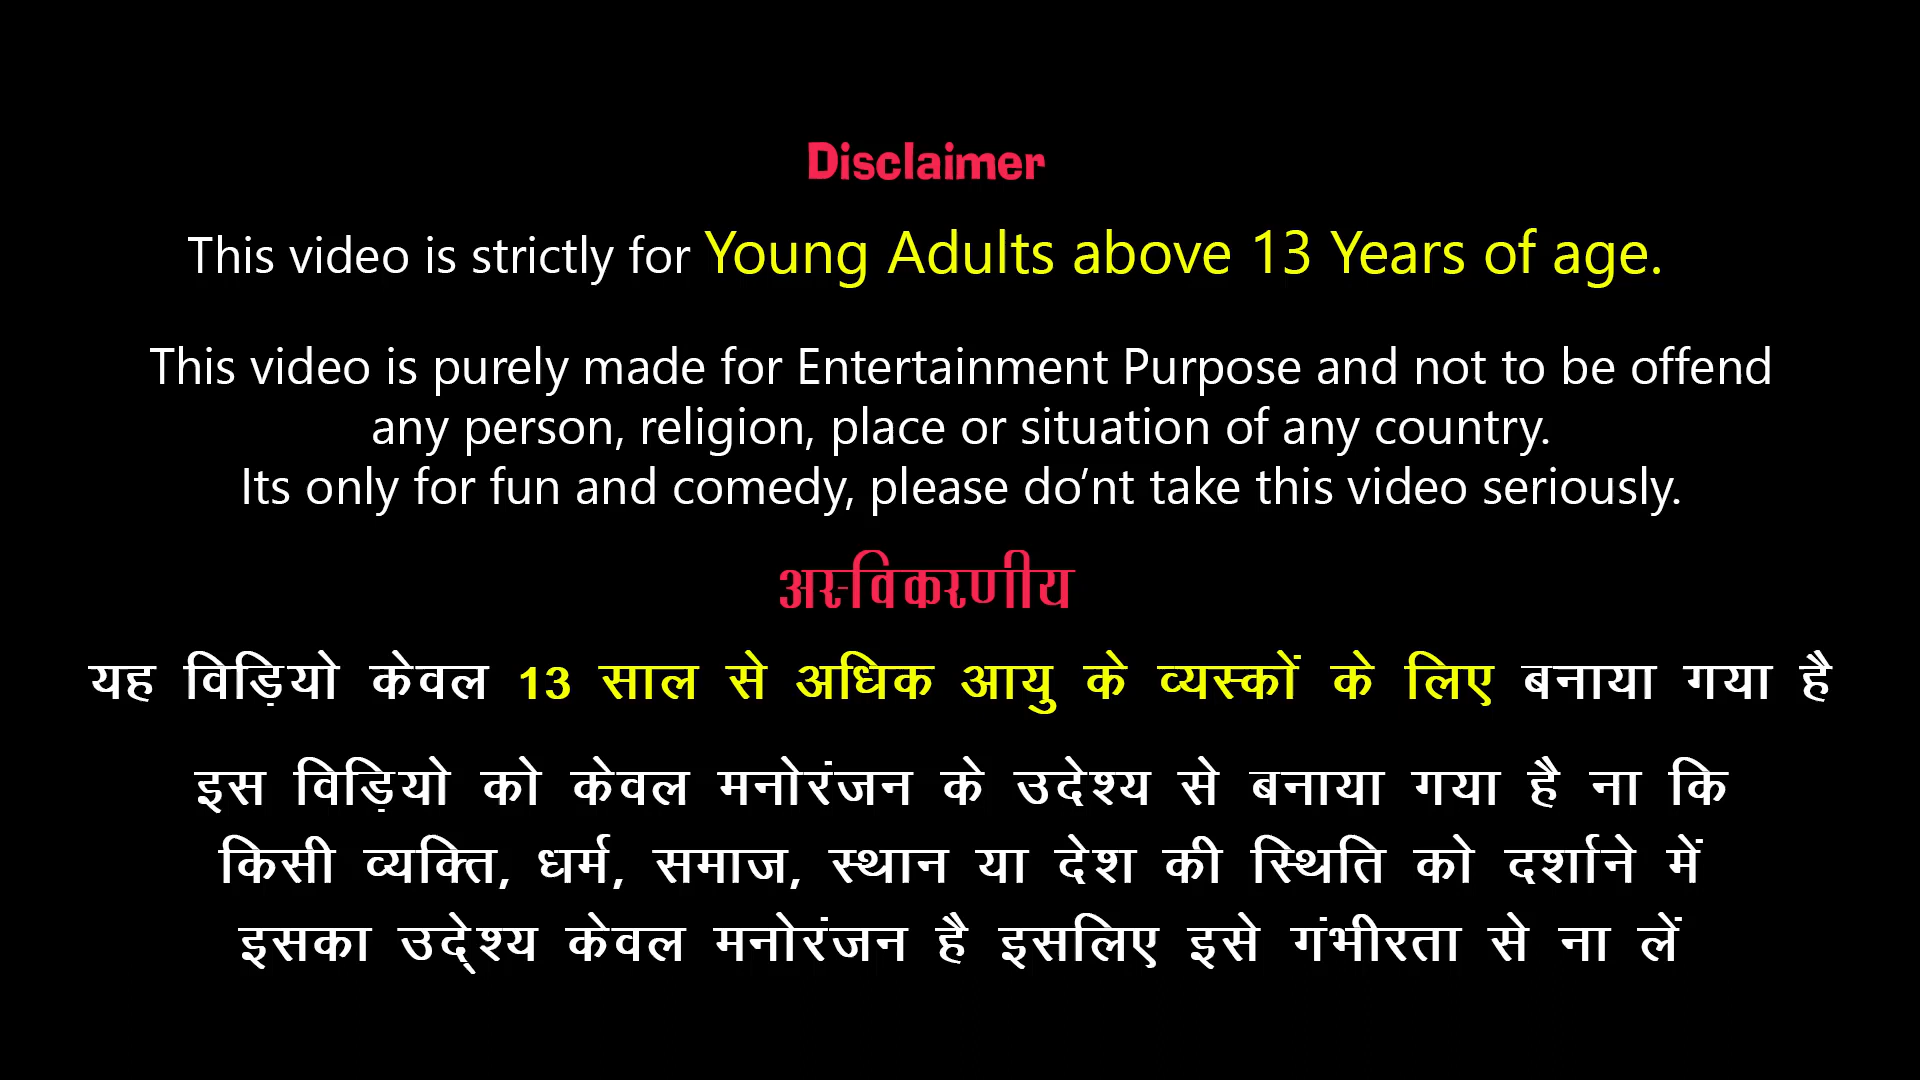 Disclaimer
This video is strictly for Young Adults above 13 Years of age.
This video is purely made for Entertainment Purpose and not to be offend
any person, religion, place or situation of any country.
Its only for fun and comedy, please do‘nt take this video seriously.
अस्विकरणीय
यह विडि़यो केवल 13 साल से अधिक आयु के व्यस्कों के लिए बनाया गया है
इस विडि़यो को केवल मनोरंजन के उदेश्य से बनाया गया है ना कि
किसी व्यक्ति, धर्म, समाज, स्थान या देश की स्थिति को दर्शाने में
इसका उदे्श्य केवल मनोरंजन है इसलिए इसे गंभीरता से ना लें